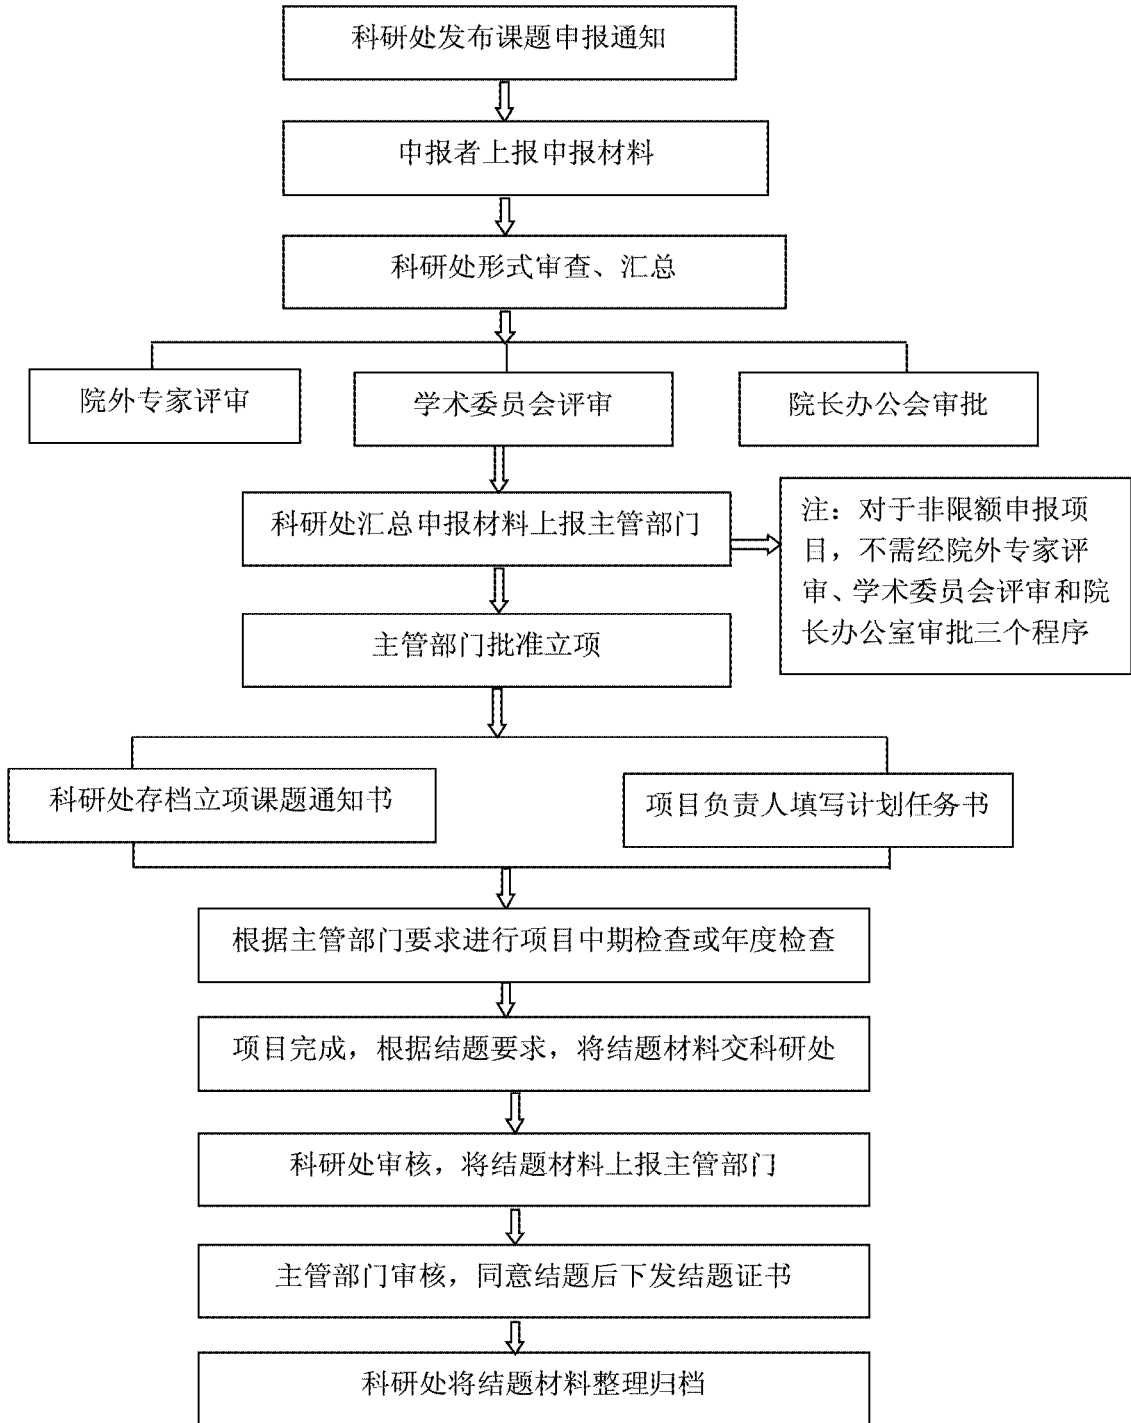 科研处发布课题申报通知
申报者上报申报材料
科研处形式审查、汇总
院外专家评审
学术委员会评审
院长办公会审批
科研处汇总申报材料上报主管部门
注：对于非限额申报项
目，不需经院外专家评
审、学术委员会评审和院
长办公室审批三个程序
主管部门批准立项
科研处存档立项课题通知书
项目负责人填写计划任务书
根据主管部门要求进行项目中期检查或年度检查
项目完成，根据结题要求，将结题材料交科研处
科研处审核，将结题材料上报主管部门
主管部门审核，同意结题后下发结题证书
科研处将结题材料整理归档